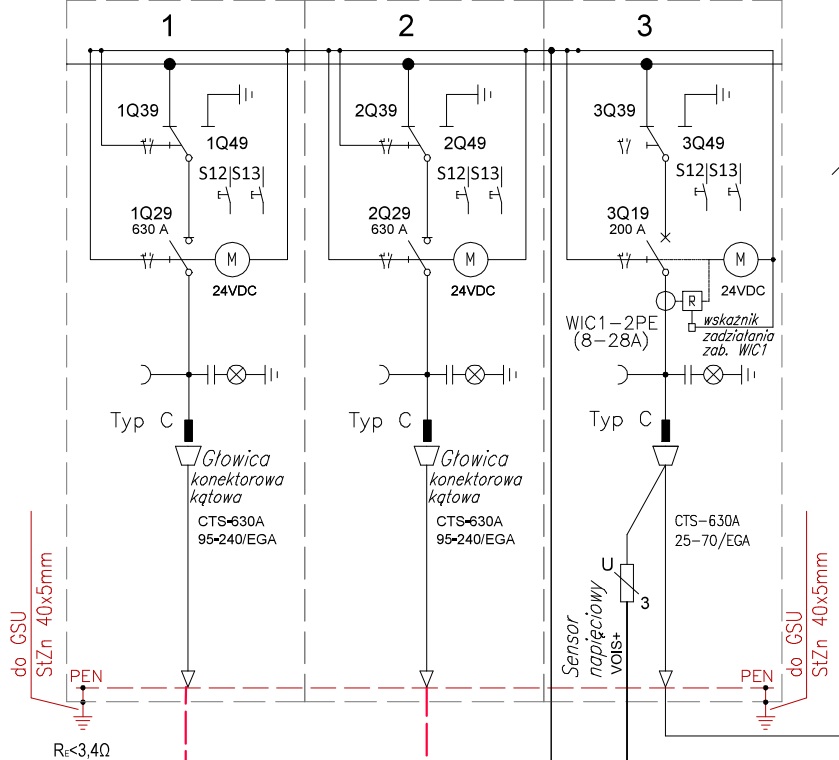 1
2
3
1Q39
1Q49
S12 S13
1Q29
630 A
M
24VDC
Typ C
Głowica
konektorowa
kątowa
CTS-630A
95-240/EGA
2Q39
2Q49
S12 S13
2Q29
630 A
M
24VDC
Typ C
Głowica
konektorowa
kątowa
CTS-630A
95-240/EGA
3Q39
3Q49
S12 S13
3Q19
200 A
M
24VDC
R
WIC1-2PE
(8-28A)
wskaźnik
zadziałania
zab. WIC1
Typ C
CTS-630A
25-70/EGA
U
3
Sensor
napięciowy
VOIS+
do GSU
StZn 40x5mm
PEN
RE<3,4Ω
PEN
do GSU
StZn 40x5mm